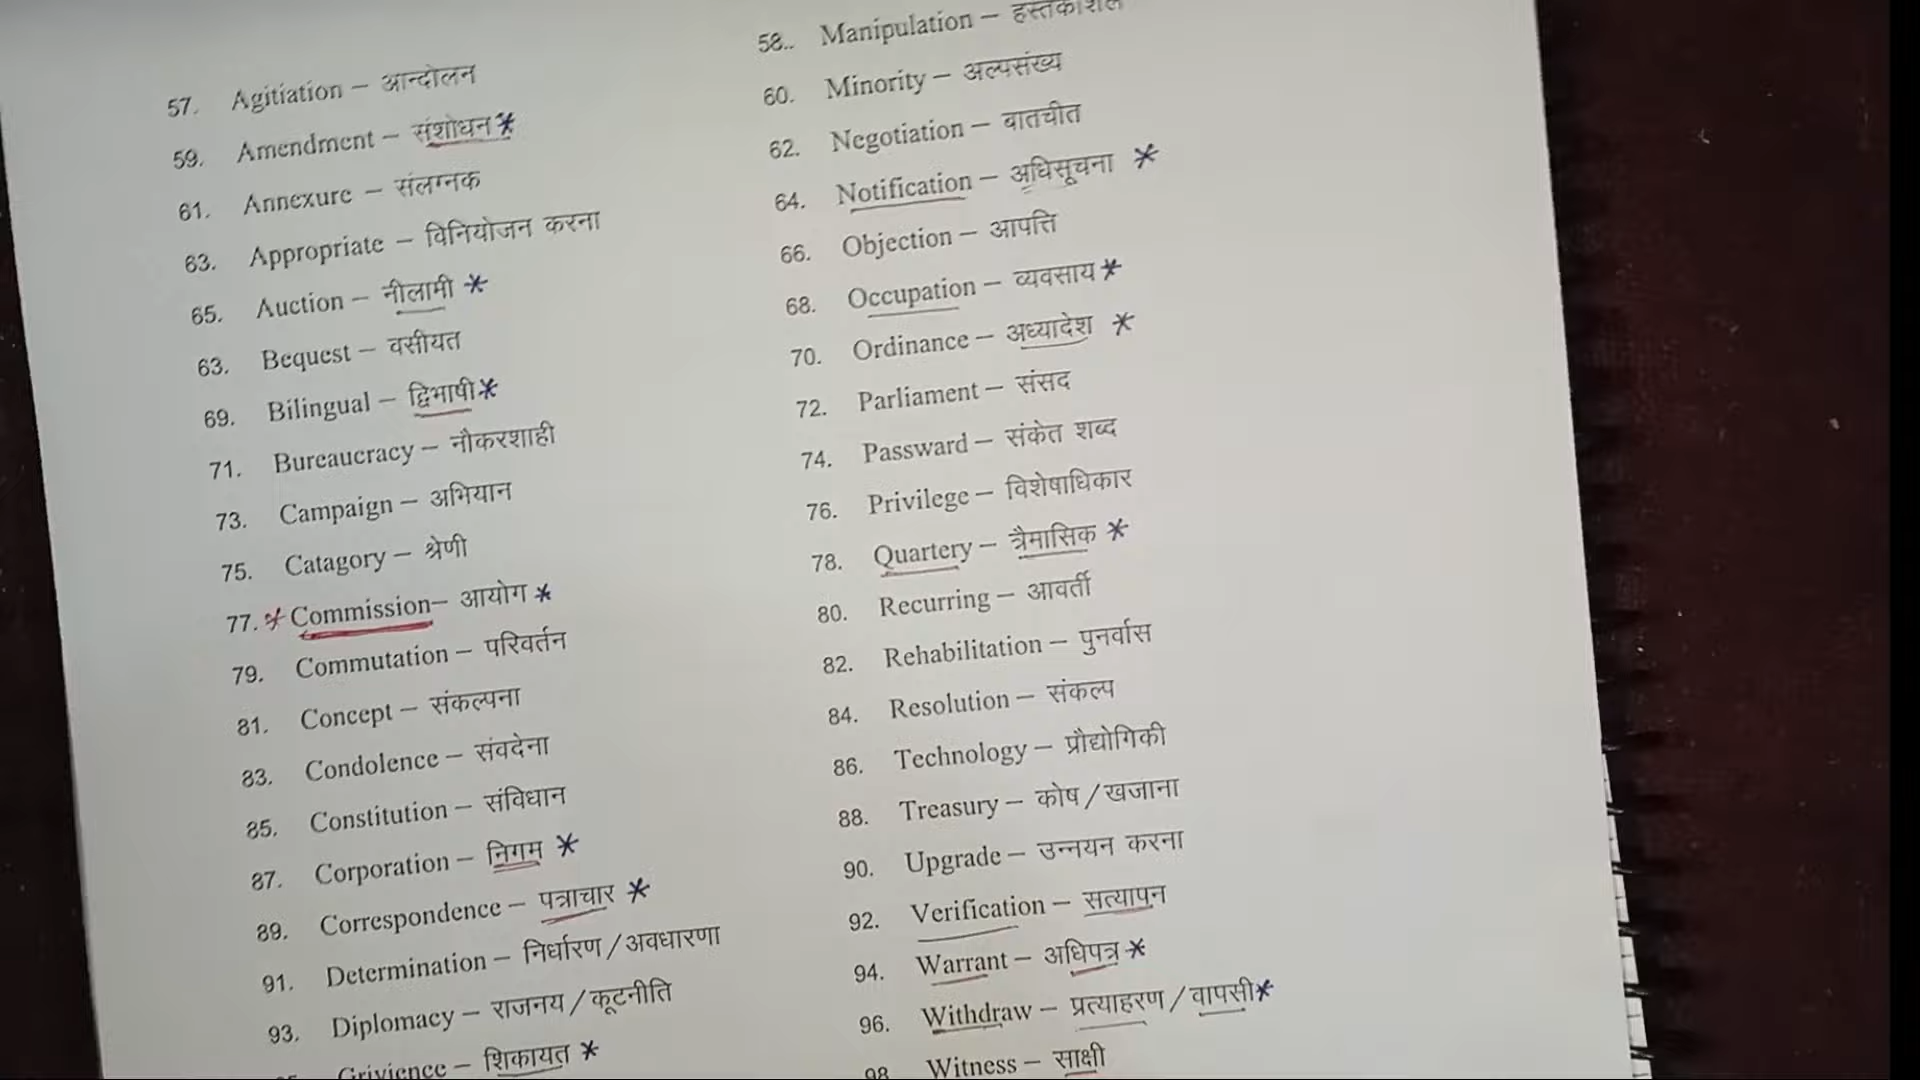 57. Agitiation – आन्दोलन
59. Amendment – संशोधन *
61. Annexure – संलग्नक
63. Appropriate – विनियोजन करना
65. Auction – नीलामी *
63. Bequest – वसीयत
69. Bilingual – द्विभाषी *
71. Bureaucracy – नौकरशाही
73. Campaign – अभियान
75. Catagory – श्रेणी
77. * Commission – आयोग *
79. Commutation – परिवर्तन
81. Concept – संकल्पना
83. Condolence – संवदेना
85. Constitution – संविधान
87. Corporation – निगम *
89. Correspondence – पत्राचार *
91. Determination – निर्धारण / अवधारणा
93. Diplomacy – राजनय / कूटनीति
Grivience – शिकायत *
58.. Manipulation – हस्तकौशल
60. Minority – अल्पसंख्य
62. Negotiation – बातचीत
64. Notification – अधिसूचना *
66. Objection – आपत्ति
68. Occupation – व्यवसाय *
70. Ordinance – अध्यादेश *
72. Parliament – संसद
74. Passward – संकेत शब्द
76. Privilege – विशेषाधिकार
78. Quartery – त्रैमासिक *
80. Recurring – आवर्ती
82. Rehabilitation – पुनर्वास
84. Resolution – संकल्प
86. Technology – प्रौद्योगिकी
88. Treasury – कोष / खजाना
90. Upgrade – उन्नयन करना
92. Verification – सत्यापन
94. Warrant – अधिपत्र *
96. Withdraw – प्रत्याहरण / वापसी *
98. Witness – साक्षी